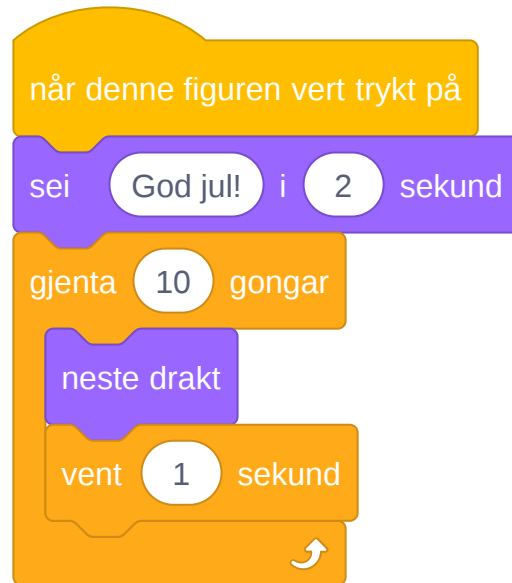 når denne figuren vert trykt på
sei God jul! i 2 sekund
gjenta 10 gongar
neste drakt
vent 1 sekund